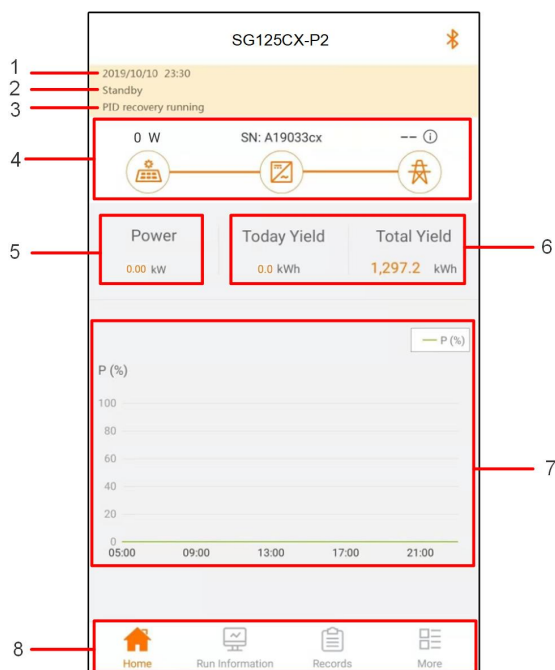 SG125CX-P2
1
2019/10/10 23:30
2
Standby
3
PID recovery running
4
0 W
SN: A19033cx
--
5
Power
Today Yield
Total Yield
6
0.00 kW
0.0 kWh
1,297.2 kWh
P (%)
P (%)
100
80
60
7
40
20
0
05:00 09:00 13:00 17:00 21:00
8
Home Run Information Records More